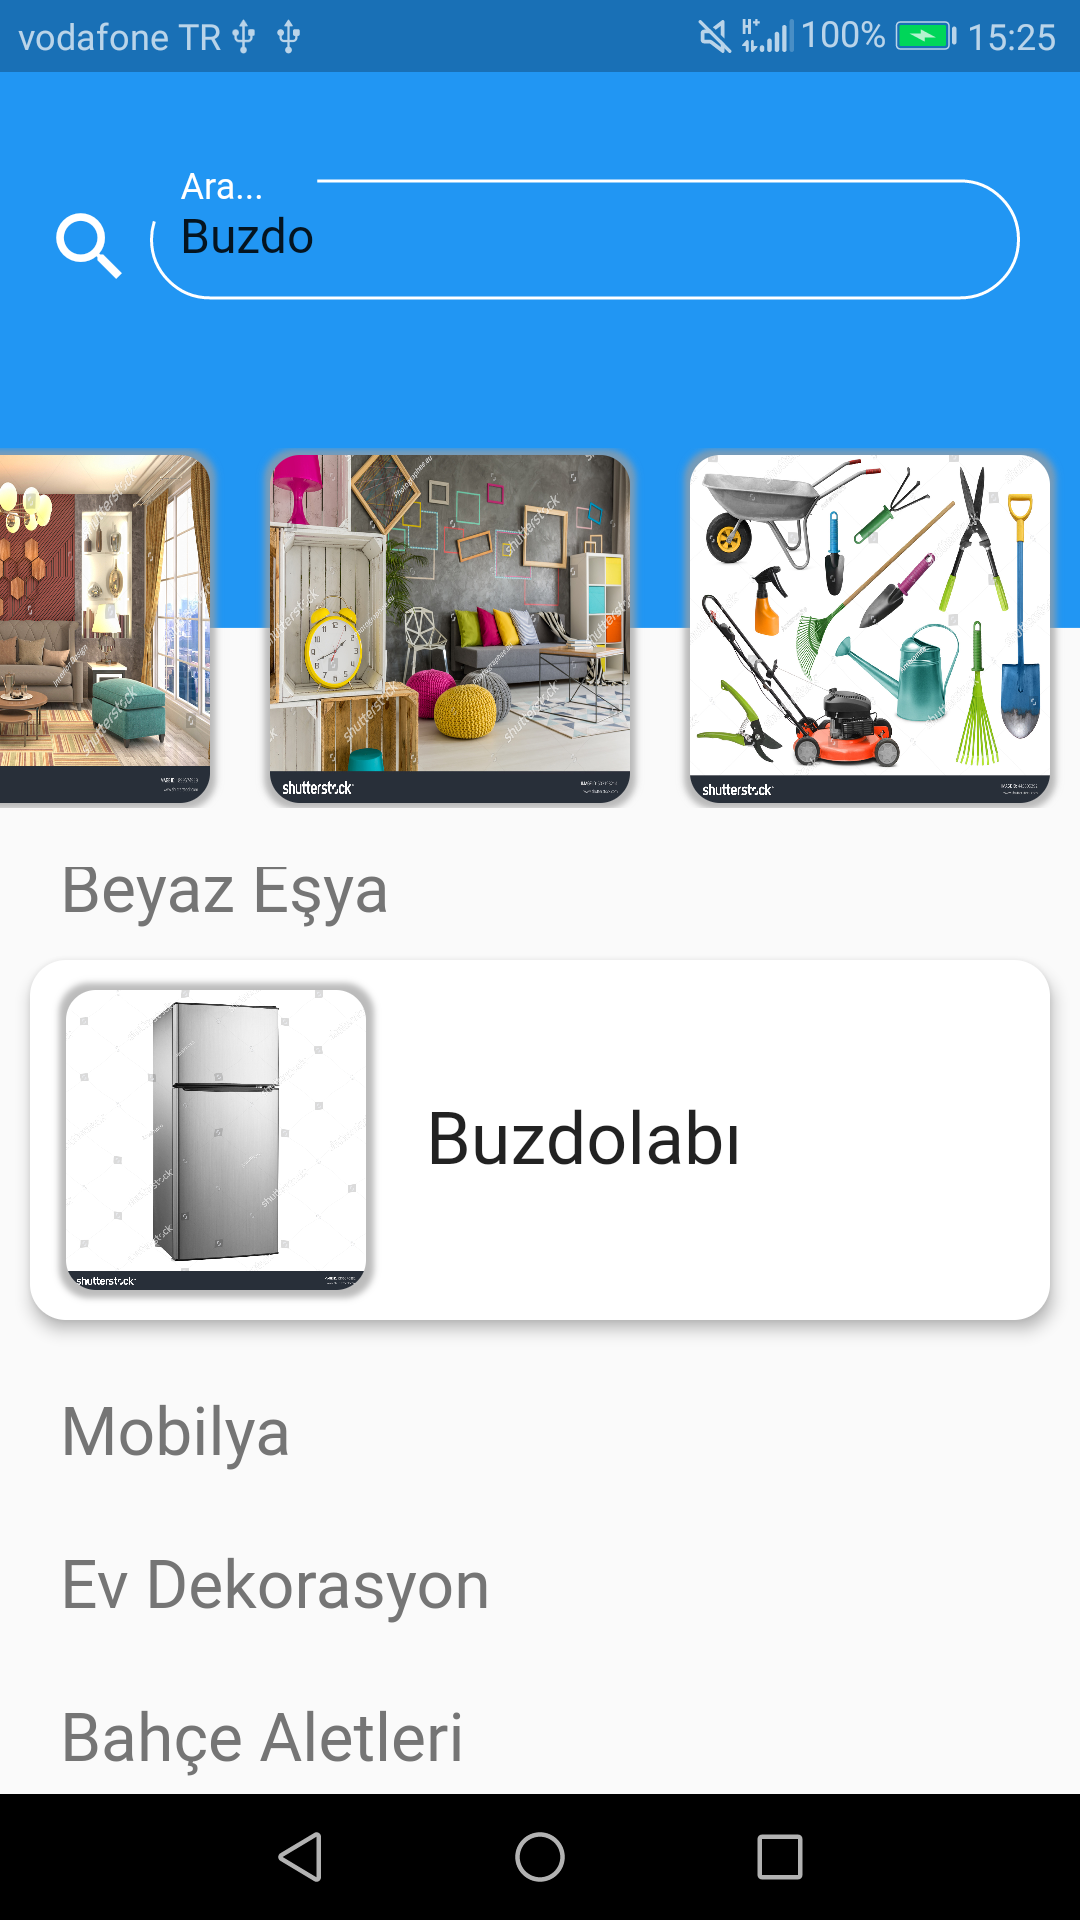 vodafone TR
H+ 100% 15:25
Ara...
Buzdo
shutterstock
shutterstock
Beyaz Eşya
shutterstock
Buzdolabı
Mobilya
Ev Dekorasyon
Bahçe Aletleri